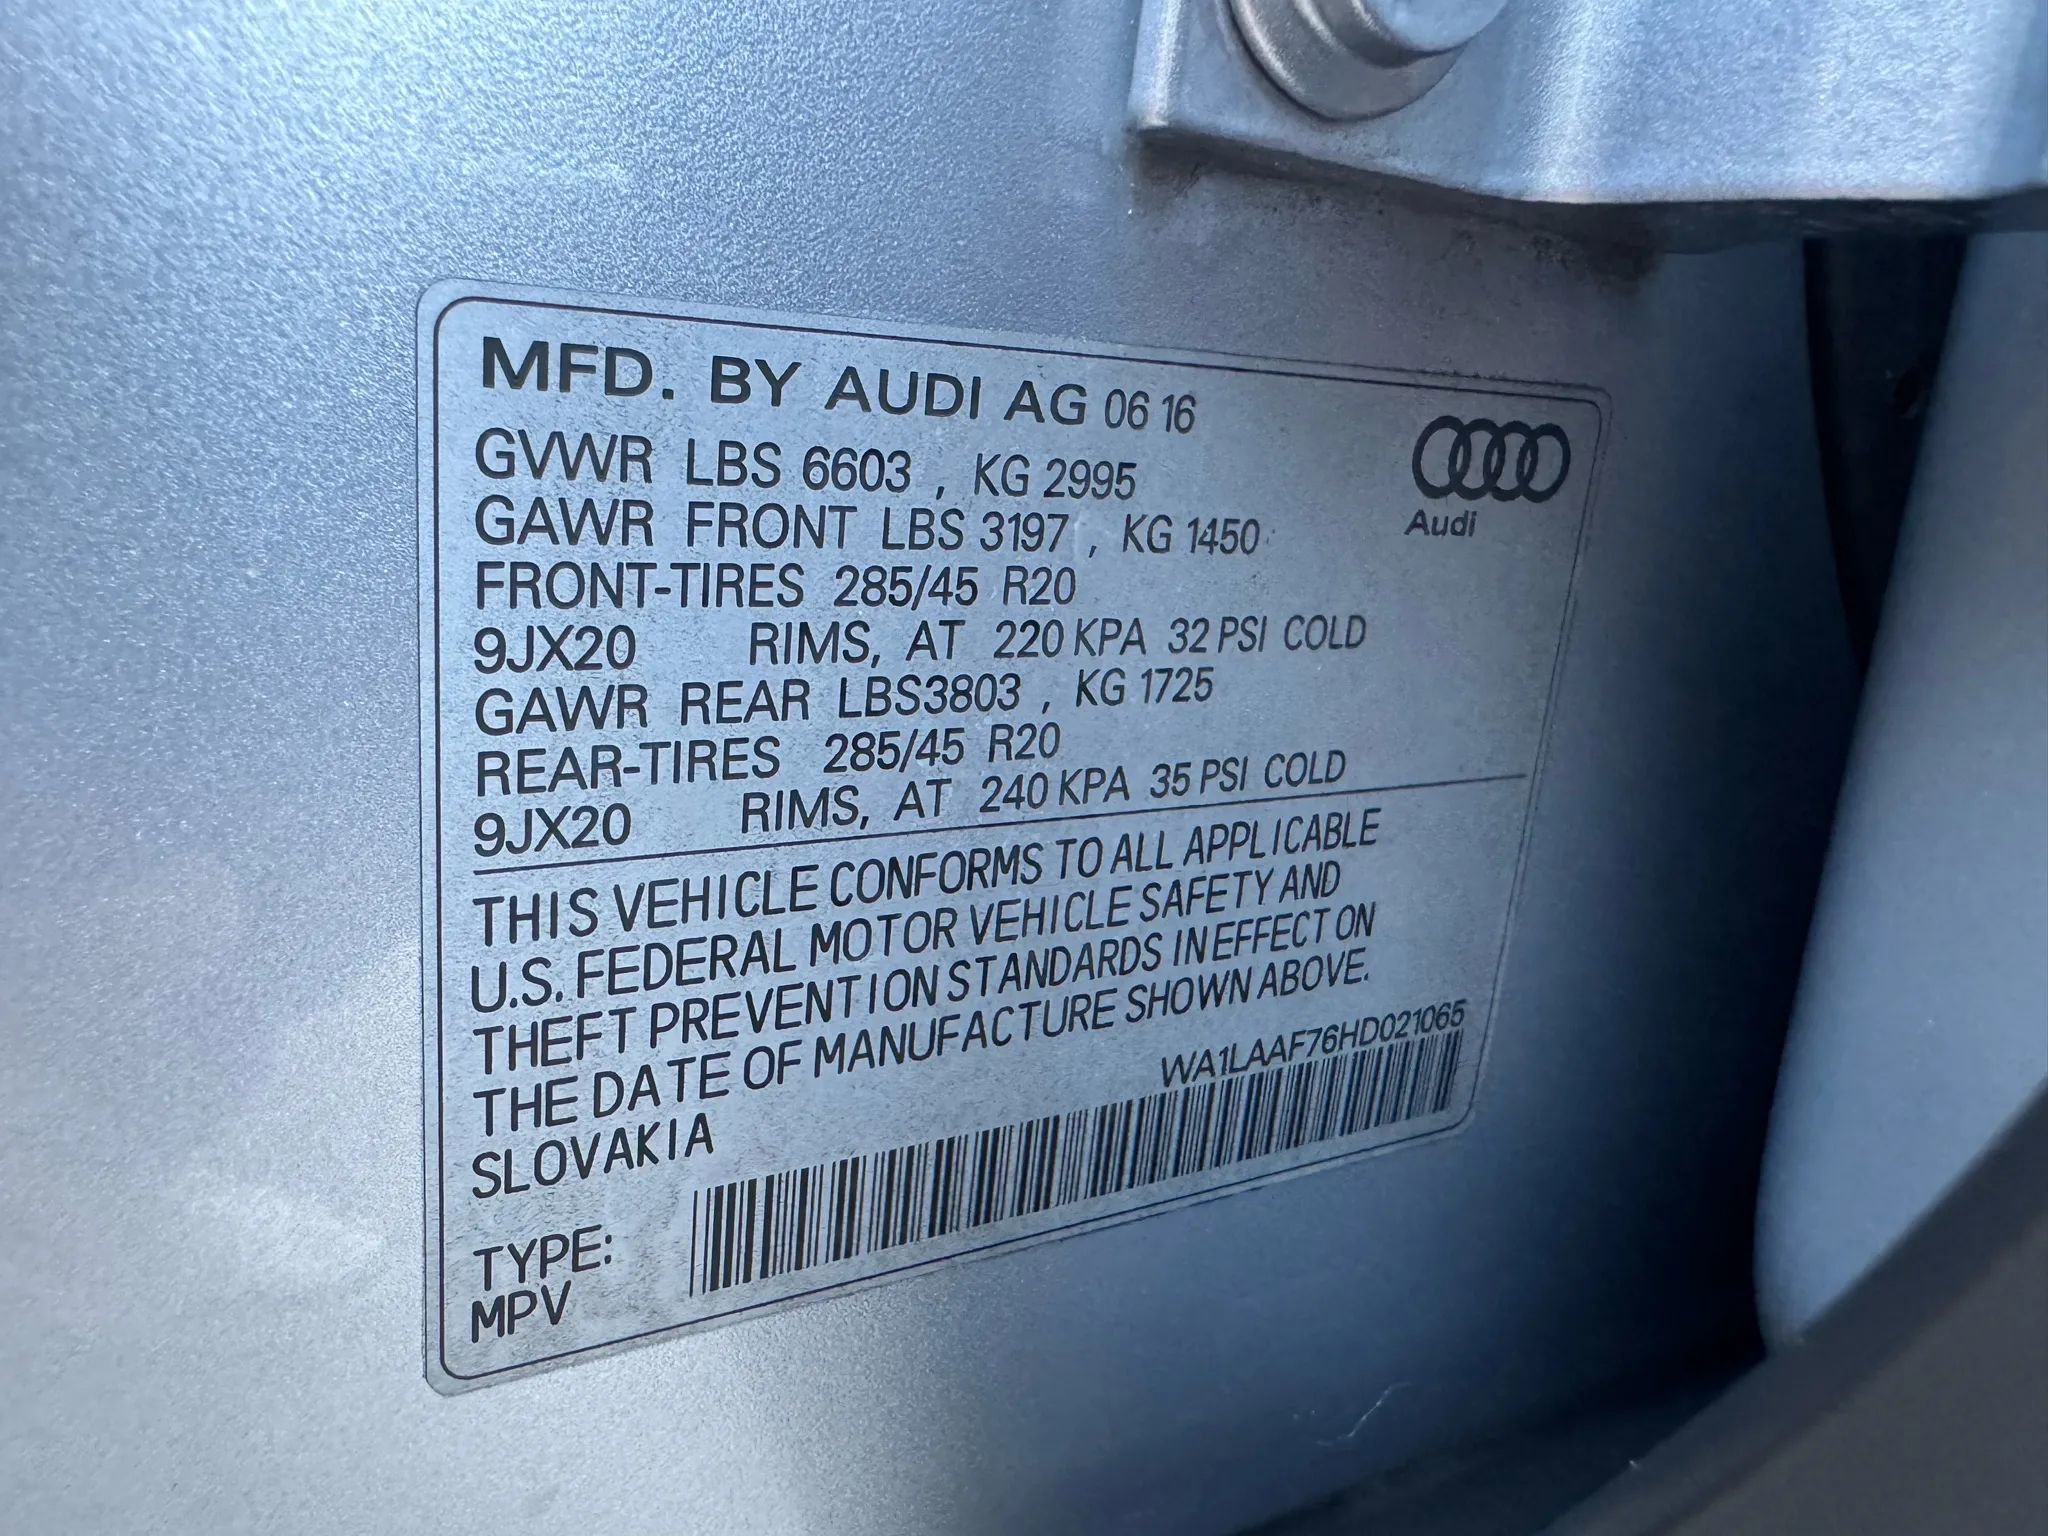 MFD. BY AUDI AG 06 16
GVWR LBS 6603 , KG 2995
GAWR FRONT LBS 3197 , KG 1450
Audi
FRONT-TIRES 285/45 R20
9JX20 RIMS, AT 220 KPA 32 PSI COLD
GAWR REAR LBS3803 , KG 1725
REAR-TIRES 285/45 R20
9JX20 RIMS, AT 240 KPA 35 PSI COLD
THIS VEHICLE CONFORMS TO ALL APPLICABLE
U.S. FEDERAL MOTOR VEHICLE SAFETY AND
THEFT PREVENTION STANDARDS IN EFFECT ON
THE DATE OF MANUFACTURE SHOWN ABOVE.
WA1LAAF76HD021065
SLOVAKIA
TYPE:
MPV